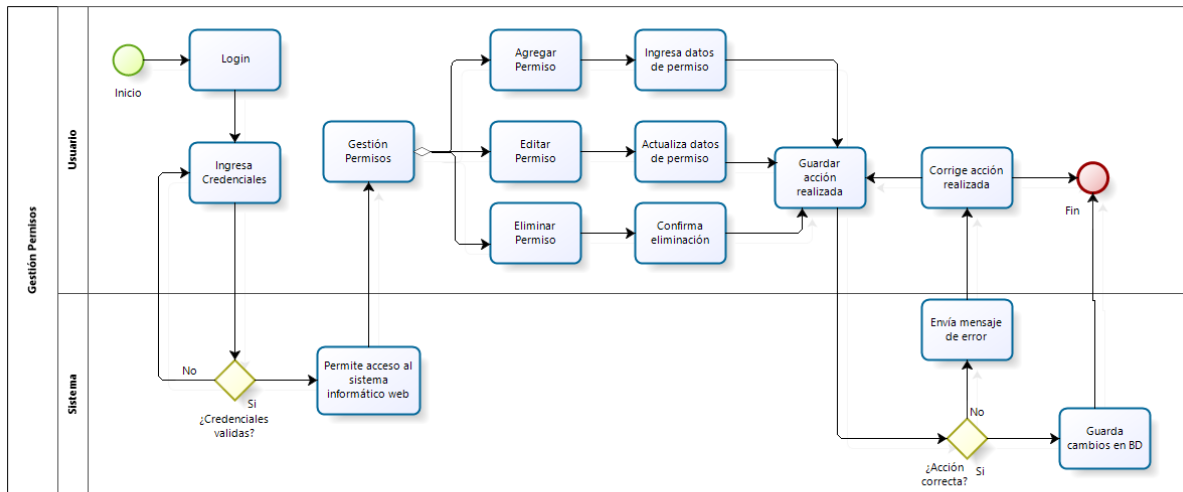 Gestión Permisos
Usuario
Sistema
Inicio
Login
Ingresa
Credenciales
No
Si
¿Credenciales
validas?
Permite acceso al
sistema
informático web
Gestión
Permisos
Agregar
Permiso
Ingresa datos
de permiso
Editar
Permiso
Actualiza datos
de permiso
Eliminar
Permiso
Confirma
eliminación
Guardar
acción
realizada
Corrige acción
realizada
Fin
Envía mensaje
de error
No
¿Acción
correcta?
Si
Guarda
cambios en BD